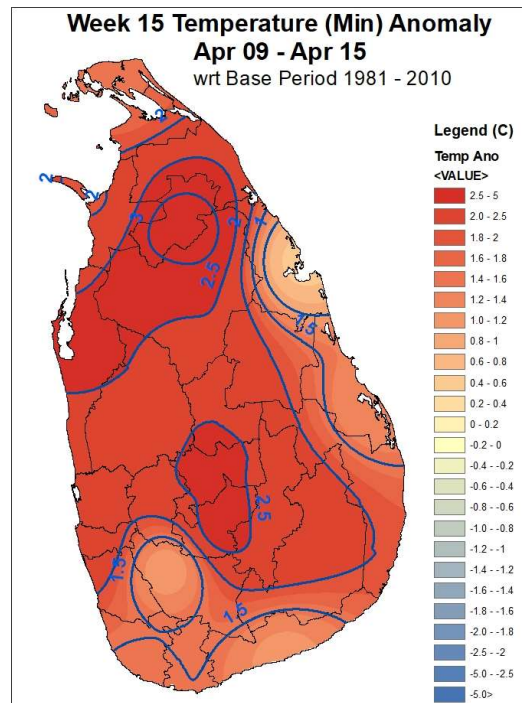 Week 15 Temperature (Min) Anomaly
Apr 09 - Apr 15
wrt Base Period 1981 - 2010
2
2
2
3
2
1
2.5
1.5
2.5
1.5
1.5
Legend (C)
Temp Ano
<VALUE>
2.5 - 5
2.0 - 2.5
1.8 - 2
1.6 - 1.8
1.4 - 1.6
1.2 - 1.4
1.0 - 1.2
0.8 - 1
0.6 - 0.8
0.4 - 0.6
0.2 - 0.4
0 - 0.2
-0.2 - 0
-0.4 - -0.2
-0.6 - -0.4
-0.8 - -0.6
-1.0 - -0.8
-1.2 - -1
-1.4 - -1.2
-1.6 - -1.4
-1.8 - -1.6
-2.0 - -1.8
-2.5 - -2
-5.0 - -2.5
-5.0>